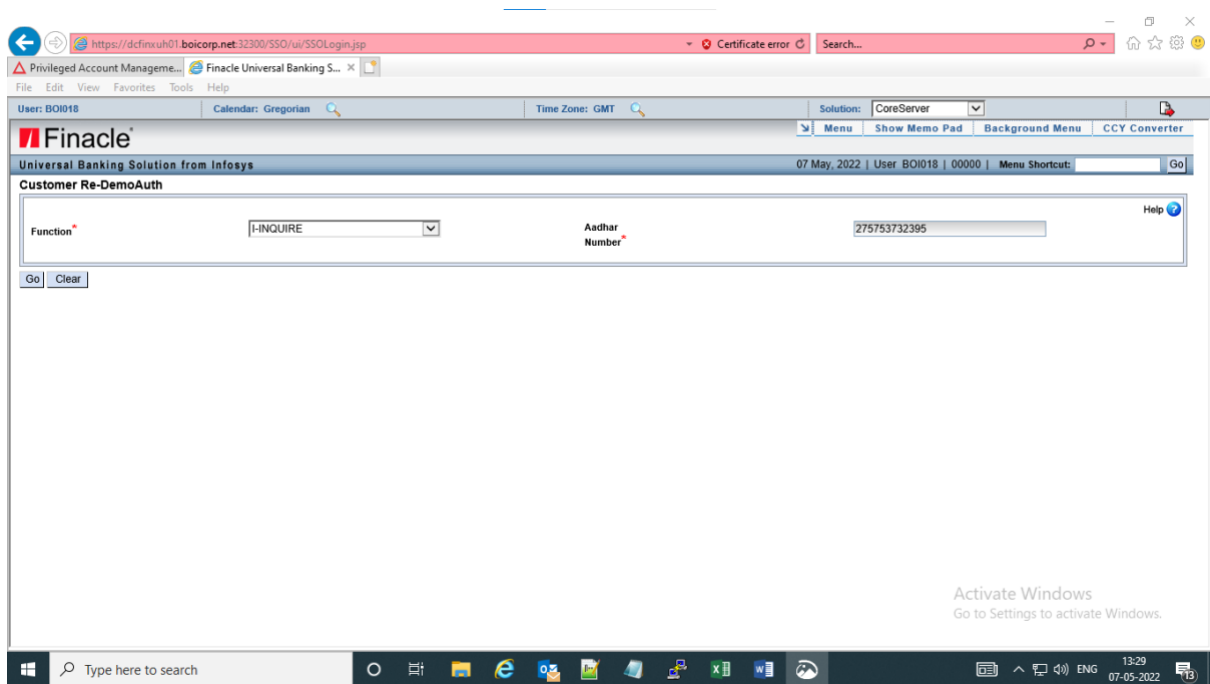 https://dcfinxuh01.boicorp.net:32300/SSO/ui/SSOLogin.jsp Certificate error Search...
Privileged Account Manageme... Finacle Universal Banking S...
File Edit View Favorites Tools Help
User: BOI018 Calendar: Gregorian Time Zone: GMT Solution: CoreServer
Finacle Menu Show Memo Pad Background Menu CCY Converter
Universal Banking Solution from Infosys 07 May, 2022 | User BOI018 | 00000 | Menu Shortcut: Go
Customer Re-DemoAuth
Help ?
Function* I-INQUIRE Aadhar
Number* 275753732395
Go Clear
Activate Windows
Go to Settings to activate Windows.
Type here to search ENG 13:29
07-05-2022 13